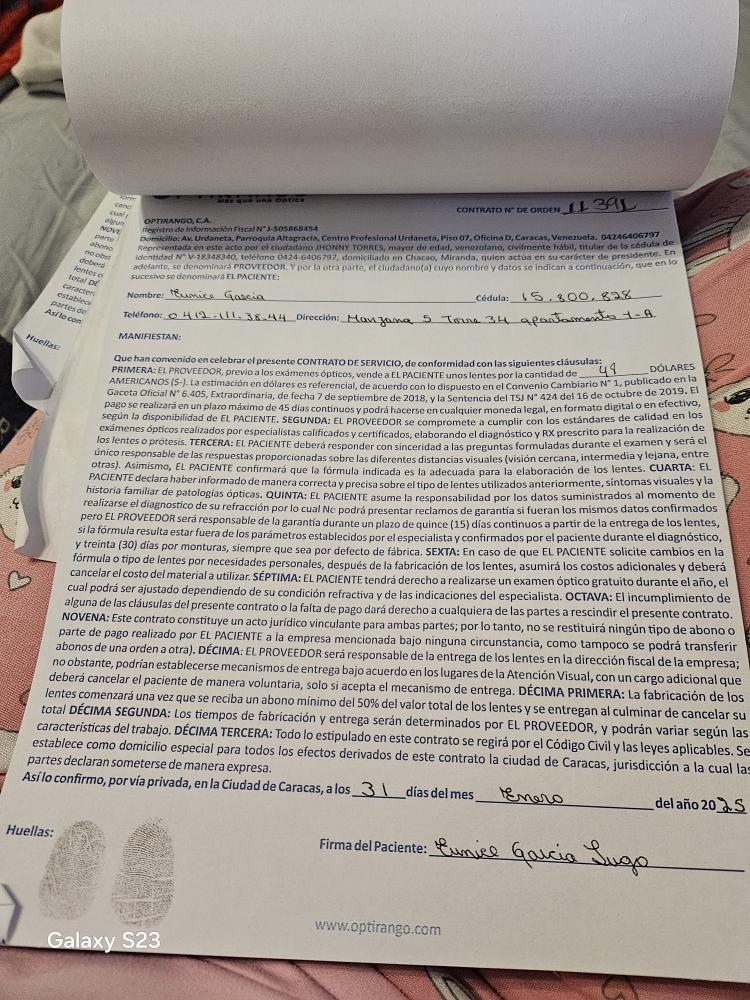 Más que una Óptica
CONTRATO N° DE ORDEN 11391
OPTIRANGO, C.A.
Registro de Información Fiscal N° J-505868454
Domicilio: Av. Urdaneta, Parroquia Altagracia, Centro Profesional Urdaneta, Piso 07, Oficina D, Caracas, Venezuela. 04246406797
Representada en este acto por el ciudadano JHONNY TORRES, mayor de edad, venezolano, civilmente hábil, titular de la cédula de
identidad N° V-18348340, teléfono 0424-6406797, domiciliado en Chacao, Miranda, quien actúa en su carácter de presidente. En
adelante, se denominará PROVEEDOR. Y por la otra parte, el ciudadano(a) cuyo nombre y datos se indican a continuación, que en lo
sucesivo se denominará EL PACIENTE:
Nombre: Eunice Garcia Cédula: 15.800.828
Teléfono: 0412-111-38.44 Dirección: Manzana 5 Torre 34 apartamento 1-A
MANIFIESTAN:
Que han convenido en celebrar el presente CONTRATO DE SERVICIO, de conformidad con las siguientes cláusulas:
PRIMERA: EL PROVEEDOR, previo a los exámenes ópticos, vende a EL PACIENTE unos lentes por la cantidad de 49 DÓLARES
AMERICANOS (S-). La estimación en dólares es referencial, de acuerdo con lo dispuesto en el Convenio Cambiario N° 1, publicado en la
Gaceta Oficial N° 6.405, Extraordinaria, de fecha 7 de septiembre de 2018, y la Sentencia del TSJ N° 424 del 16 de octubre de 2019. El
pago se realizará en un plazo máximo de 45 días continuos y podrá hacerse en cualquier moneda legal, en formato digital o en efectivo,
según la disponibilidad de EL PACIENTE. SEGUNDA: EL PROVEEDOR se compromete a cumplir con los estándares de calidad en los
exámenes ópticos realizados por especialistas calificados y certificados, elaborando el diagnóstico y RX prescrito para la realización de
los lentes o prótesis. TERCERA: EL PACIENTE deberá responder con sinceridad a las preguntas formuladas durante el examen y será el
único responsable de las respuestas proporcionadas sobre las diferentes distancias visuales (visión cercana, intermedia y lejana, entre
otras). Asimismo, EL PACIENTE confirmará que la fórmula indicada es la adecuada para la elaboración de los lentes. CUARTA: EL
PACIENTE declara haber informado de manera correcta y precisa sobre el tipo de lentes utilizados anteriormente, síntomas visuales y la
historia familiar de patologías ópticas. QUINTA: EL PACIENTE asume la responsabilidad por los datos suministrados al momento de
realizarse el diagnostico de su refracción por lo cual No podrá presentar reclamos de garantía si fueran los mismos datos confirmados
pero EL PROVEEDOR será responsable de la garantía durante un plazo de quince (15) días continuos a partir de la entrega de los lentes,
si la fórmula resulta estar fuera de los parámetros establecidos por el especialista y confirmados por el paciente durante el diagnóstico,
y treinta (30) días por monturas, siempre que sea por defecto de fábrica. SEXTA: En caso de que EL PACIENTE solicite cambios en la
fórmula o tipo de lentes por necesidades personales, después de la fabricación de los lentes, asumirá los costos adicionales y deberá
cancelar el costo del material a utilizar. SÉPTIMA: EL PACIENTE tendrá derecho a realizarse un examen óptico gratuito durante el año, el
cual podrá ser ajustado dependiendo de su condición refractiva y de las indicaciones del especialista. OCTAVA: El incumplimiento de
alguna de las cláusulas del presente contrato o la falta de pago dará derecho a cualquiera de las partes a rescindir el presente contrato.
NOVENA: Este contrato constituye un acto jurídico vinculante para ambas partes; por lo tanto, no se restituirá ningún tipo de abono o
parte de pago realizado por EL PACIENTE a la empresa mencionada bajo ninguna circunstancia, como tampoco se podrá transferir
abonos de una orden a otra). DÉCIMA: EL PROVEEDOR será responsable de la entrega de los lentes en la dirección fiscal de la empresa;
no obstante, podrían establecerse mecanismos de entrega bajo acuerdo en los lugares de la Atención Visual, con un cargo adicional que
deberá cancelar el paciente de manera voluntaria, solo si acepta el mecanismo de entrega. DÉCIMA PRIMERA: La fabricación de los
lentes comenzará una vez que se reciba un abono mínimo del 50% del valor total de los lentes y se entregan al culminar de cancelar su
total DÉCIMA SEGUNDA: Los tiempos de fabricación y entrega serán determinados por EL PROVEEDOR, y podrán variar según las
características del trabajo. DÉCIMA TERCERA: Todo lo estipulado en este contrato se regirá por el Código Civil y las leyes aplicables. Se
establece como domicilio especial para todos los efectos derivados de este contrato la ciudad de Caracas, jurisdicción a la cual las
partes declaran someterse de manera expresa.
Así lo confirmo, por vía privada, en la Ciudad de Caracas, a los 31 días del mes Enero del año 2025
Huellas:
Firma del Paciente: Eunice Garcia Lugo
www.optirango.com
Huellas:
Galaxy S23